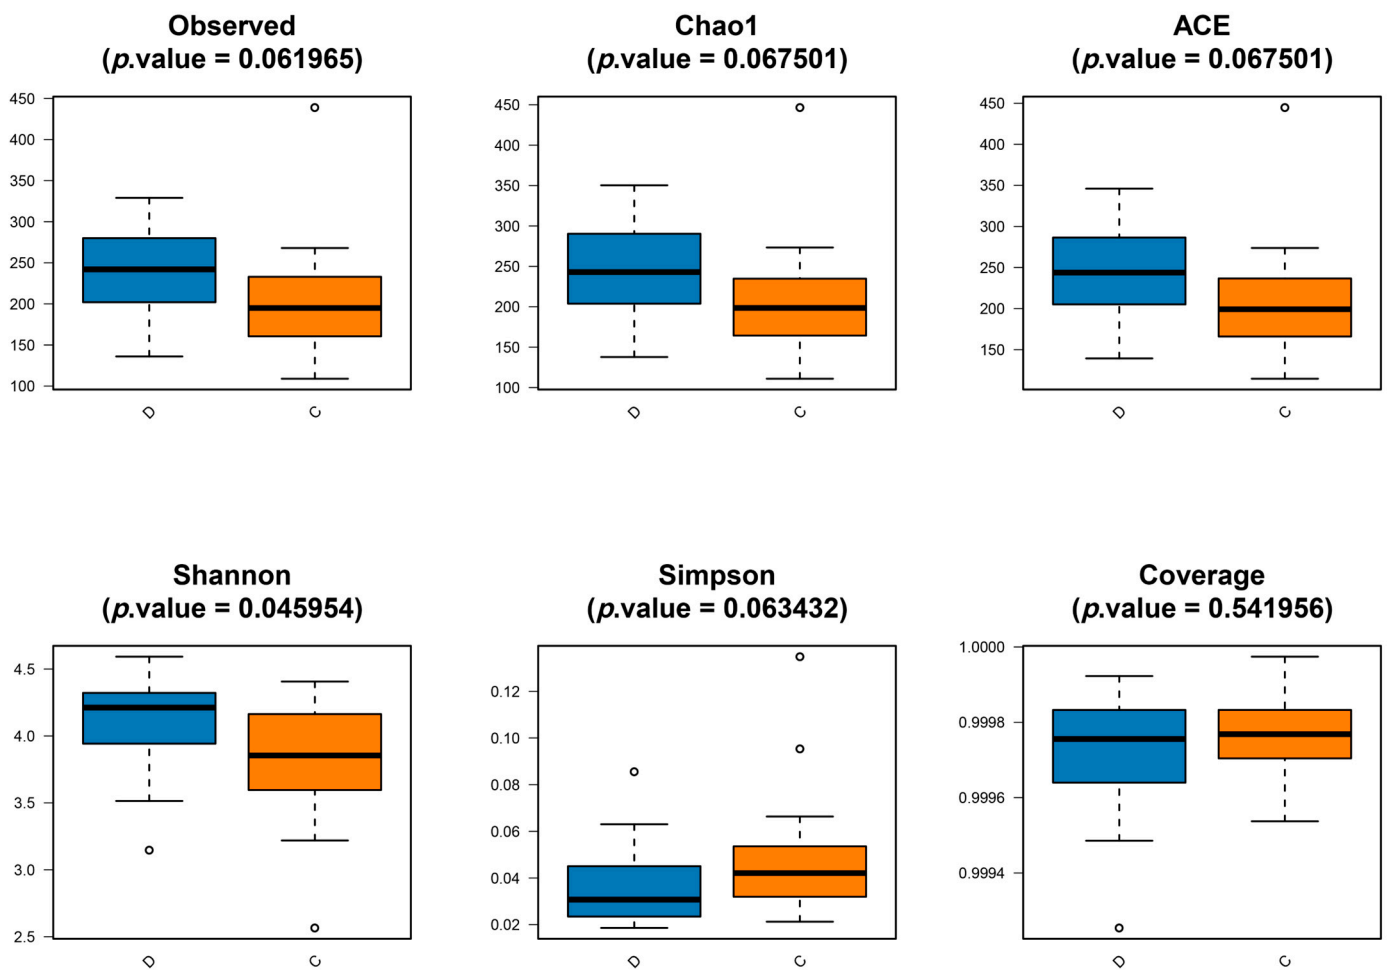 Observed
(p.value = 0.061965)
450
400
350
300
250
200
150
100
D
C
Chao1
(p.value = 0.067501)
450
400
350
300
250
200
150
100
D
C
ACE
(p.value = 0.067501)
450
400
350
300
250
200
150
D
C
Shannon
(p.value = 0.045954)
4.5
4.0
3.5
3.0
2.5
D
C
Simpson
(p.value = 0.063432)
0.12
0.10
0.08
0.06
0.04
0.02
D
C
Coverage
(p.value = 0.541956)
1.0000
0.9998
0.9996
0.9994
D
C